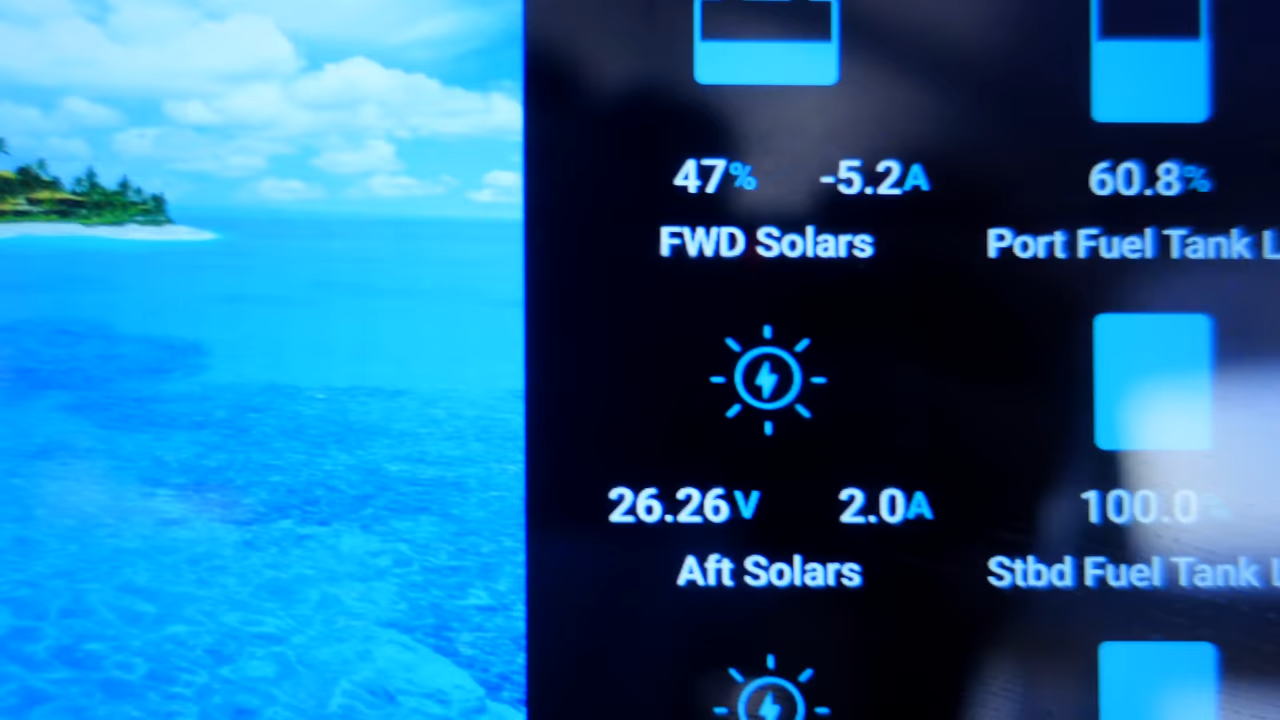 47% -5.2A 60.8%
FWD Solars Port Fuel Tank L
26.26V 2.0A 100.0%
Aft Solars Stbd Fuel Tank L